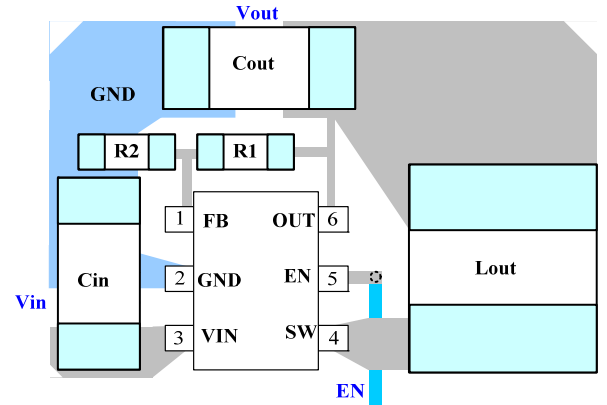 Vout
Cout
GND
R2
R1
1 FB OUT 6
2 GND EN 5
3 VIN SW 4
Cin
Vin
Lout
EN